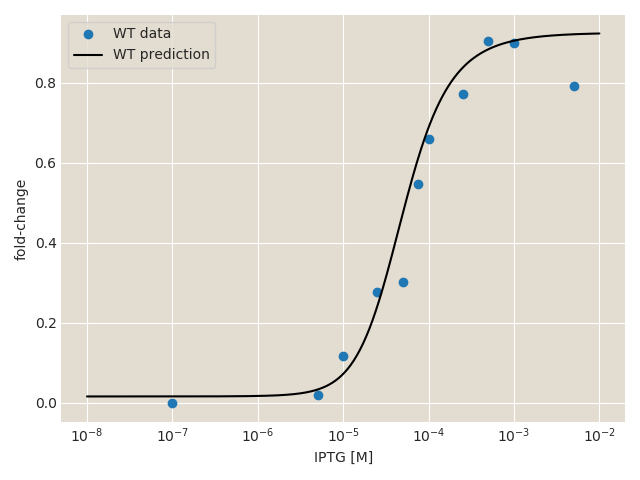 WT data
WT prediction
0.8
0.6
0.4
0.2
0.0
fold-change
10⁻⁸ 10⁻⁷ 10⁻⁶ 10⁻⁵ 10⁻⁴ 10⁻³ 10⁻²
IPTG [M]